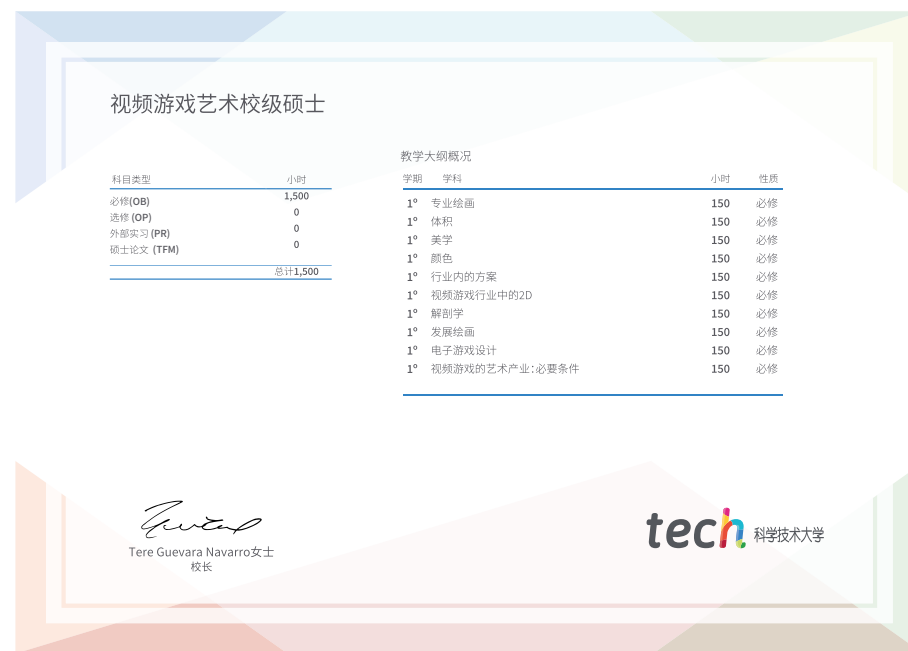 视频游戏艺术校级硕士
科目类型 小时
必修(OB) 1,500
选修 (OP) 0
外部实习 (PR) 0
硕士论文 (TFM) 0
总计1,500
教学大纲概况
学期 学科 小时 性质
1º 专业绘画 150 必修
1º 体积 150 必修
1º 美学 150 必修
1º 颜色 150 必修
1º 行业内的方案 150 必修
1º 视频游戏行业中的2D 150 必修
1º 解剖学 150 必修
1º 发展绘画 150 必修
1º 电子游戏设计 150 必修
1º 视频游戏的艺术产业：必要条件 150 必修
Tere Guevara Navarro女士
校长
tech 科学技术大学